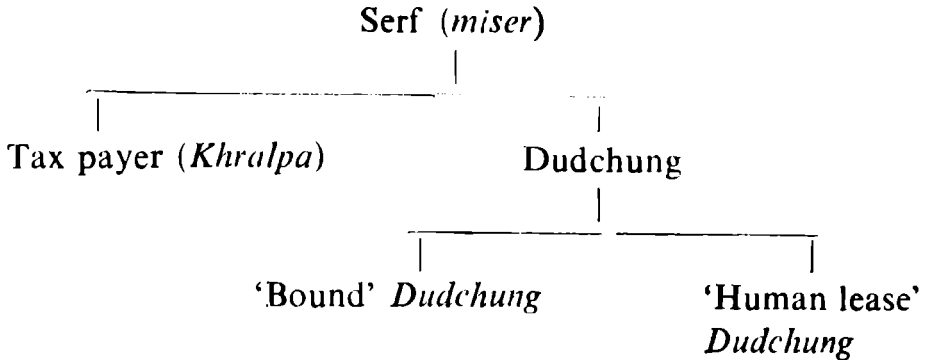 Serf (miser)
Tax payer (Khralpa)
Dudchung
'Bound' Dudchung
'Human lease'
Dudchung